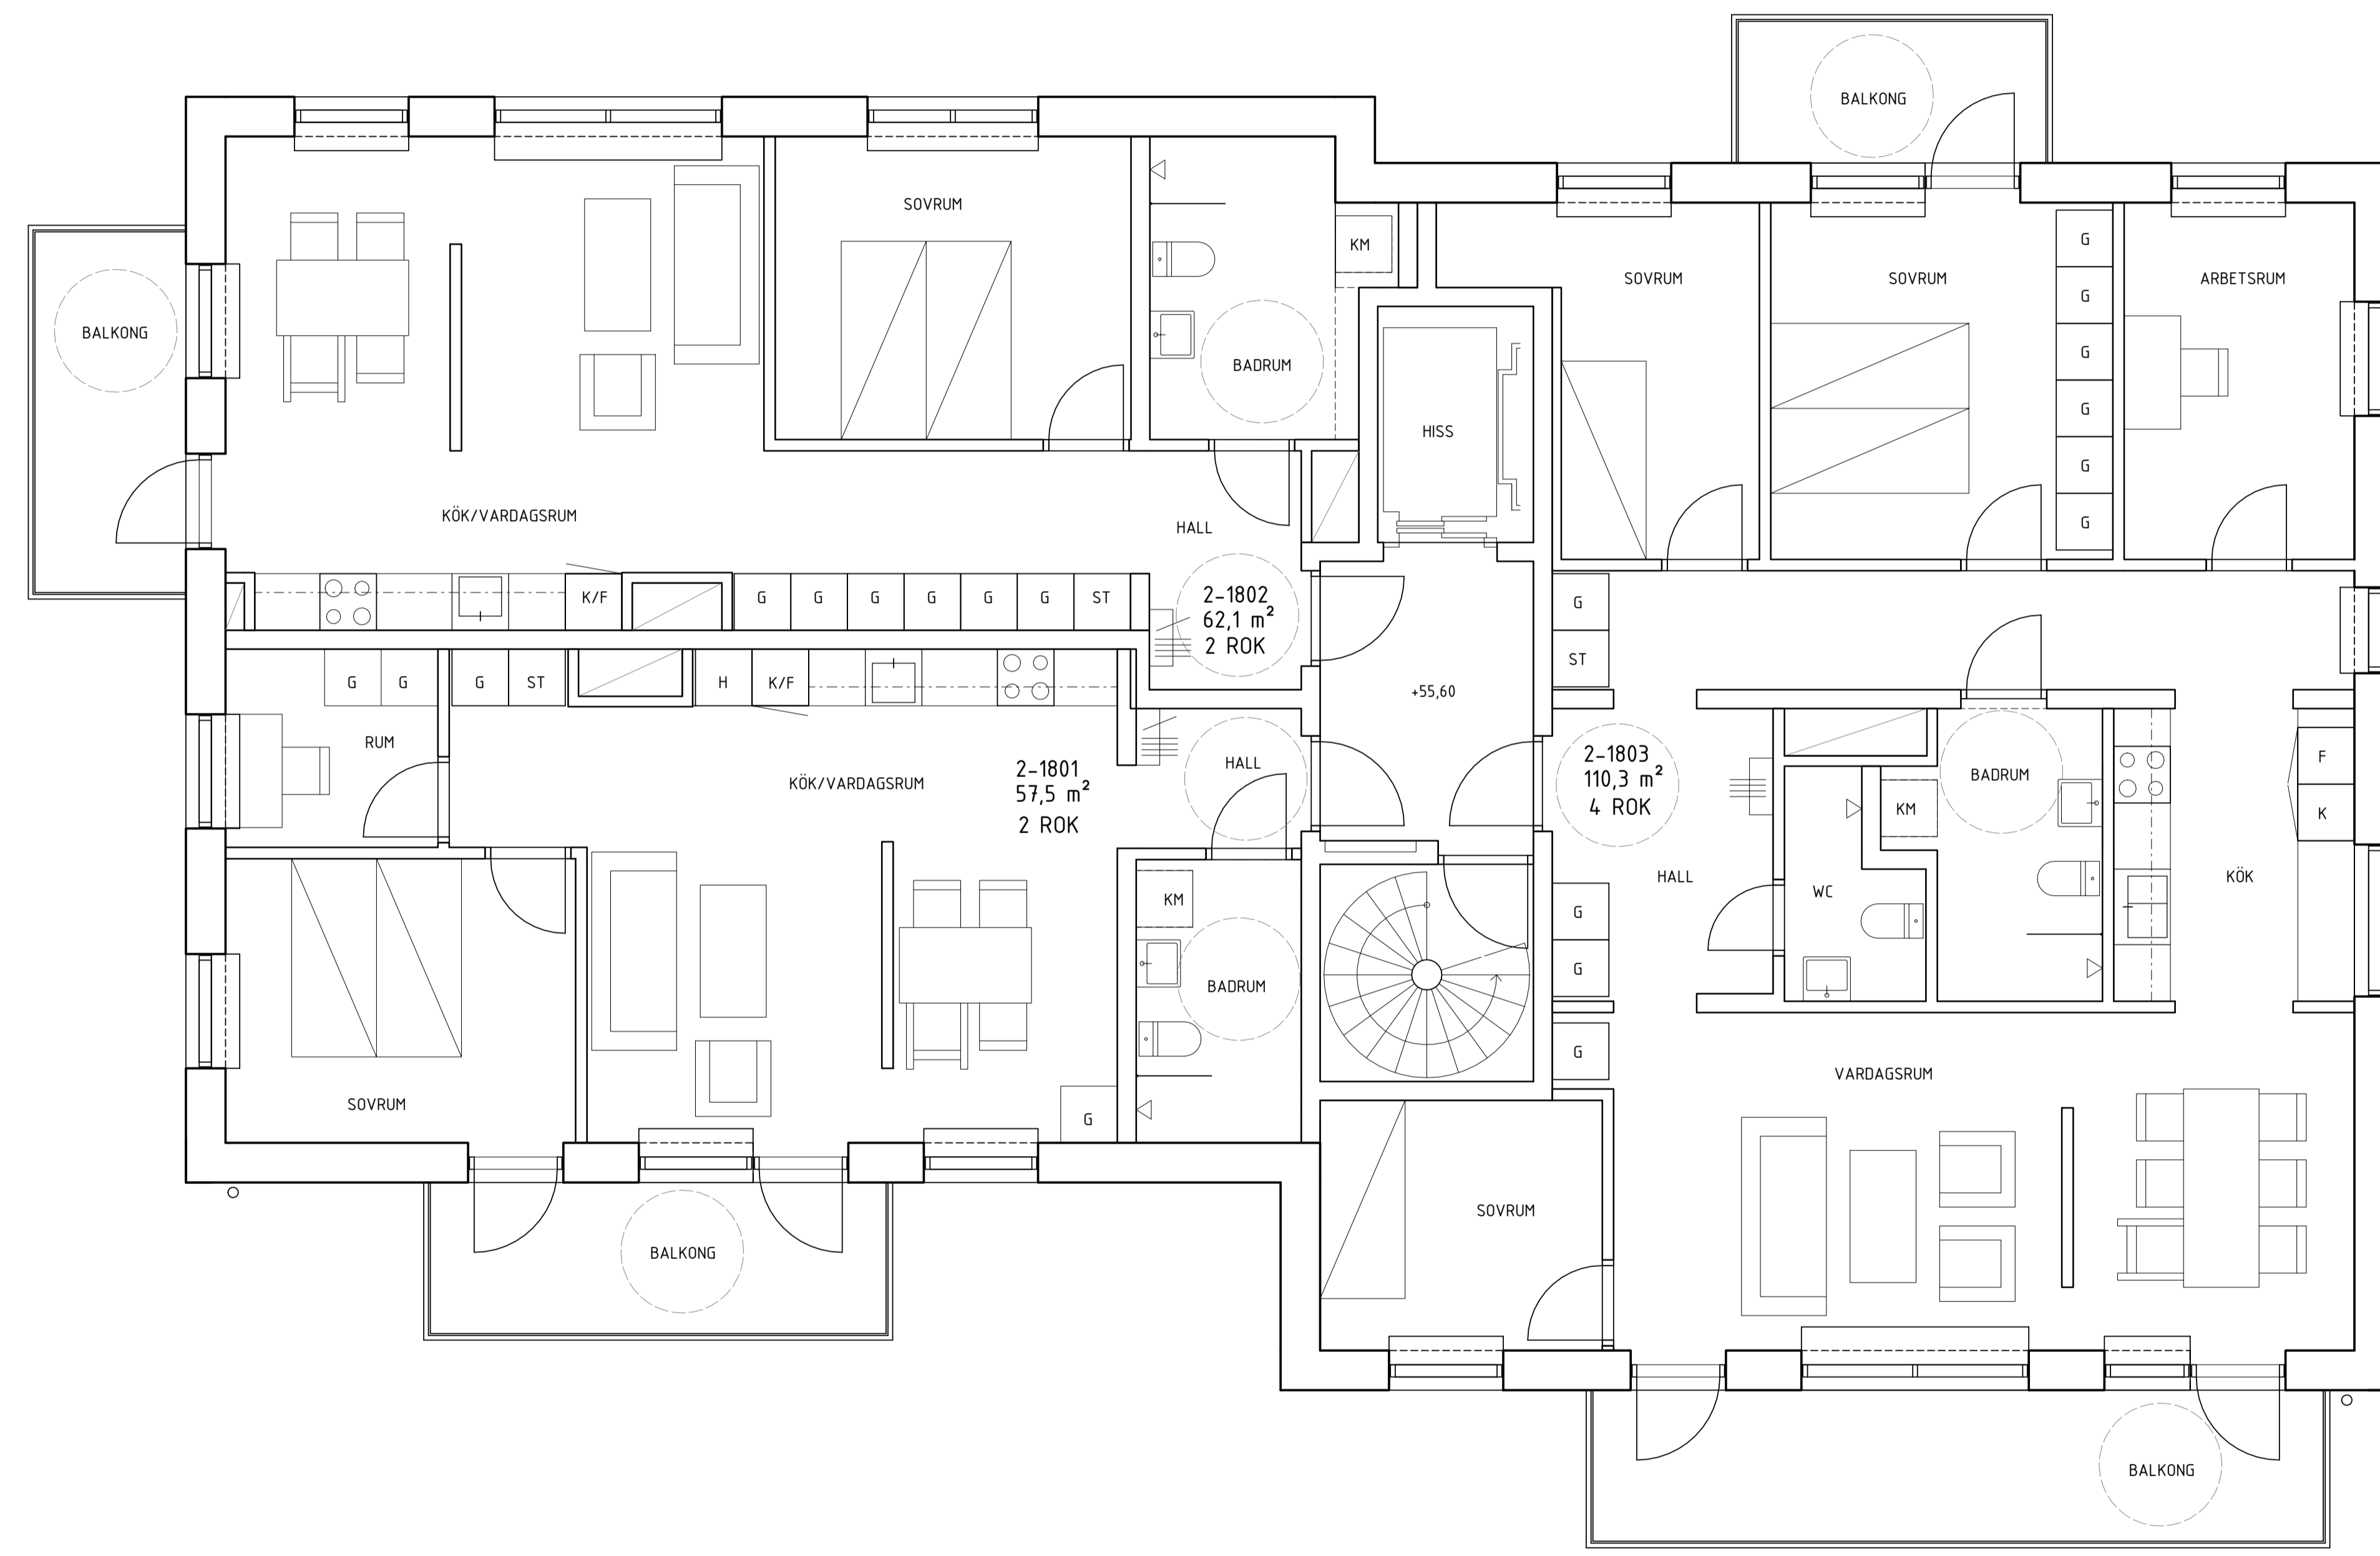 BALKONG
SOVRUM
KM
SOVRUM
SOVRUM
G
ARBETSRUM
G
BALKONG
BADRUM
G
G
HISS
G
G
KÖK/VARDAGSRUM
HALL
K/F
G
G
G
G
G
G
ST
2-1802
62,1 m²
2 ROK
G
ST
G
G
G
ST
H
K/F
+55,60
RUM
KÖK/VARDAGSRUM
2-1801
57,5 m²
2 ROK
HALL
2-1803
110,3 m²
4 ROK
BADRUM
KM
F
K
HALL
WC
KÖK
KM
G
G
BADRUM
G
VARDAGSRUM
SOVRUM
G
SOVRUM
BALKONG
BALKONG